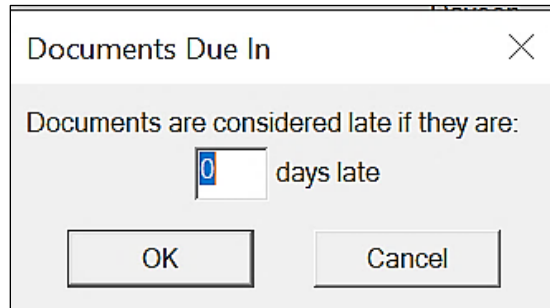 Documents Due In
Documents are considered late if they are:
0 days late
OK Cancel